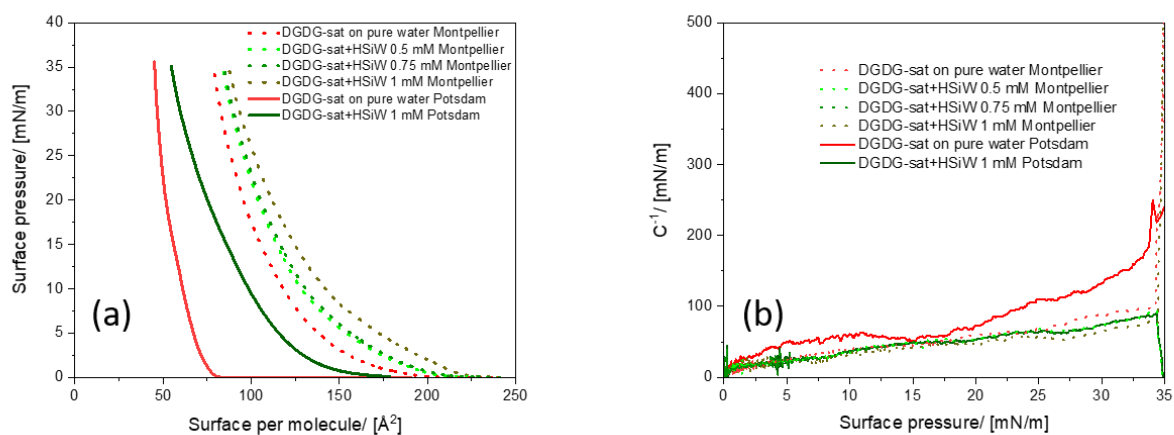 40
35
30
25
20
15
10
5
0
Surface pressure/ [mN/m]
DGDG-sat on pure water Montpellier
DGDG-sat+HSiW 0.5 mM Montpellier
DGDG-sat+HSiW 0.75 mM Montpellier
DGDG-sat+HSiW 1 mM Montpellier
DGDG-sat on pure water Potsdam
DGDG-sat+HSiW 1 mM Potsdam
(a)
0 50 100 150 200 250
Surface per molecule/ [Å²]
500
400
300
250
200
150
100
50
0
C⁻¹/ [mN/m]
DGDG-sat on pure water Montpellier
DGDG-sat+HSiW 0.5 mM Montpellier
DGDG-sat+HSiW 0.75 mM Montpellier
DGDG-sat+HSiW 1 mM Montpellier
DGDG-sat on pure water Potsdam
DGDG-sat+HSiW 1 mM Potsdam
(b)
0 5 10 15 20 25 30 35
Surface pressure/ [mN/m]